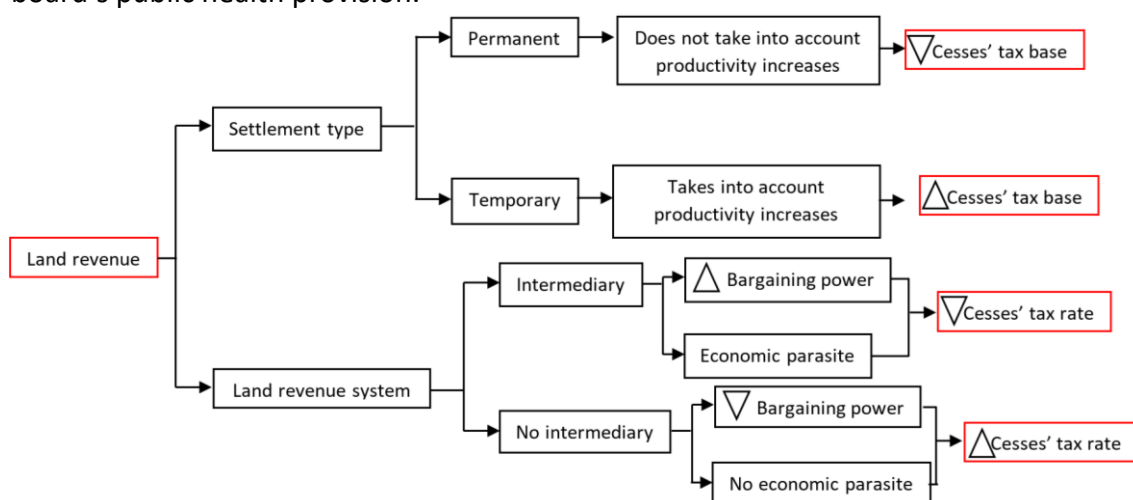 board's public health provision.
Permanent
Does not take into account
productivity increases
▽Cesses' tax base
Settlement type
Temporary
Takes into account
productivity increases
△Cesses' tax base
Land revenue
Intermediary
△ Bargaining power
▽Cesses' tax rate
Economic parasite
Land revenue system
No intermediary
▽ Bargaining power
△Cesses' tax rate
No economic parasite